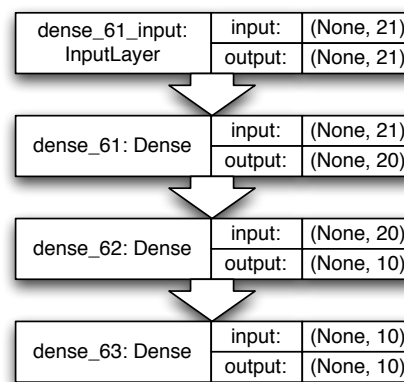 dense_61_input:
InputLayer
input:
(None, 21)
output:
(None, 21)
dense_61: Dense
input:
(None, 21)
output:
(None, 20)
dense_62: Dense
input:
(None, 20)
output:
(None, 10)
dense_63: Dense
input:
(None, 10)
output:
(None, 10)